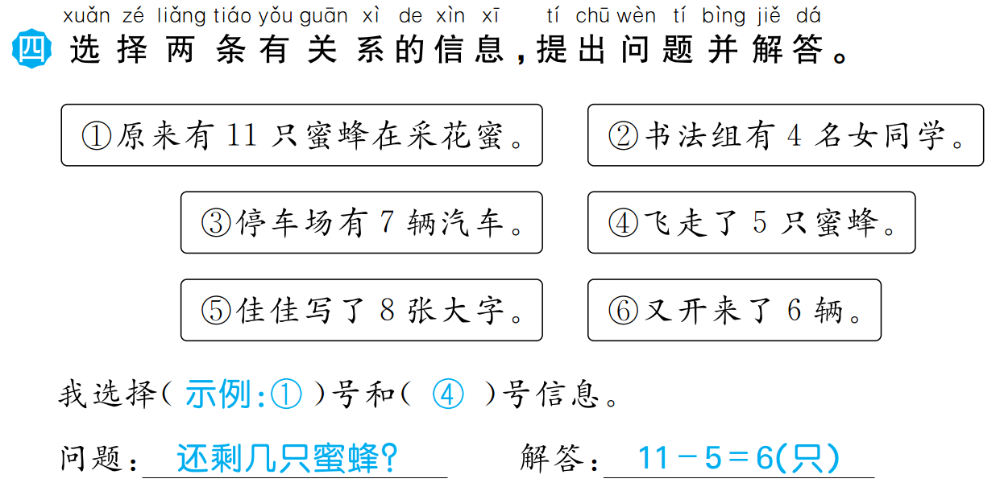 xuǎn zé liǎng tiáo yǒu guān xì de xìn xī tí chū wèn tí bìng jiě dá
四 选择两条有关系的信息，提出问题并解答。
①原来有 11 只蜜蜂在采花蜜。 ②书法组有 4 名女同学。
③停车场有 7 辆汽车。 ④飞走了 5 只蜜蜂。
⑤佳佳写了 8 张大字。 ⑥又开来了 6 辆。
我选择( 示例:① )号和( ④ )号信息。
问题: 还剩几只蜜蜂? 解答: 11－5＝6(只)